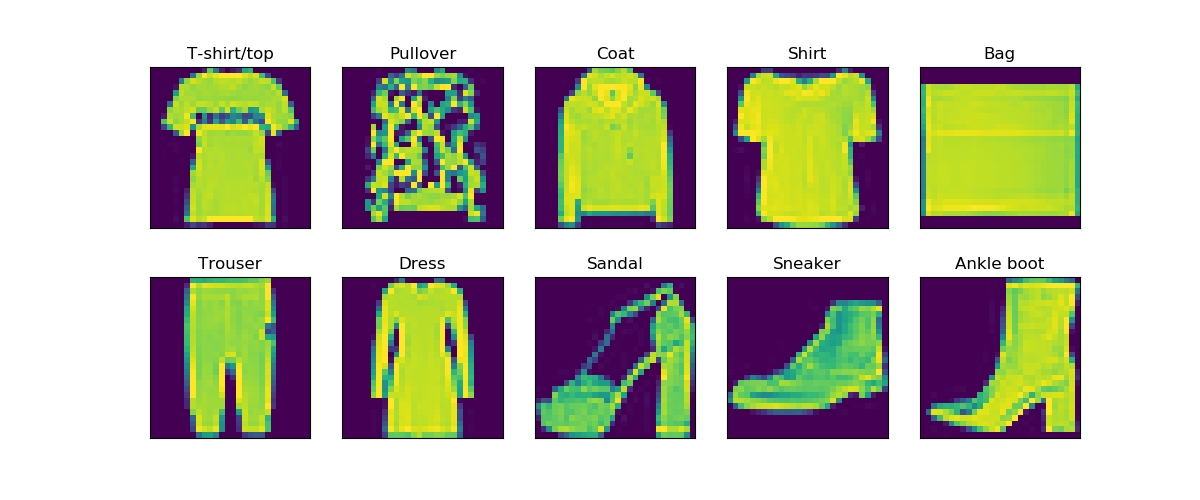 T-shirt/top
Pullover
Coat
Shirt
Bag
Trouser
Dress
Sandal
Sneaker
Ankle boot